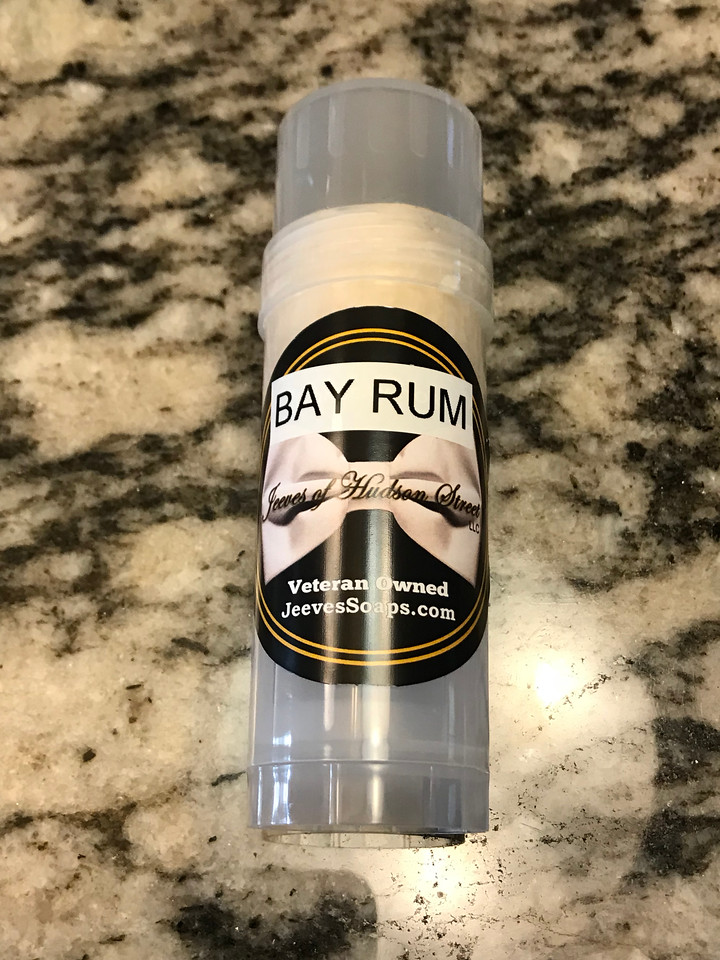 BAY RUM
Jeeves of Hudson Street
LLC
Veteran Owned
JeevesSoaps.com